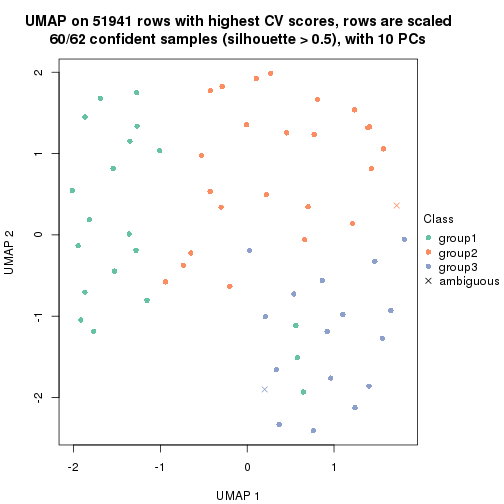 UMAP on 51941 rows with highest CV scores, rows are scaled
60/62 confident samples (silhouette > 0.5), with 10 PCs
2
1
0
-1
-2
UMAP 2
-2
-1
0
1
UMAP 1
Class
group1
group2
group3
ambiguous